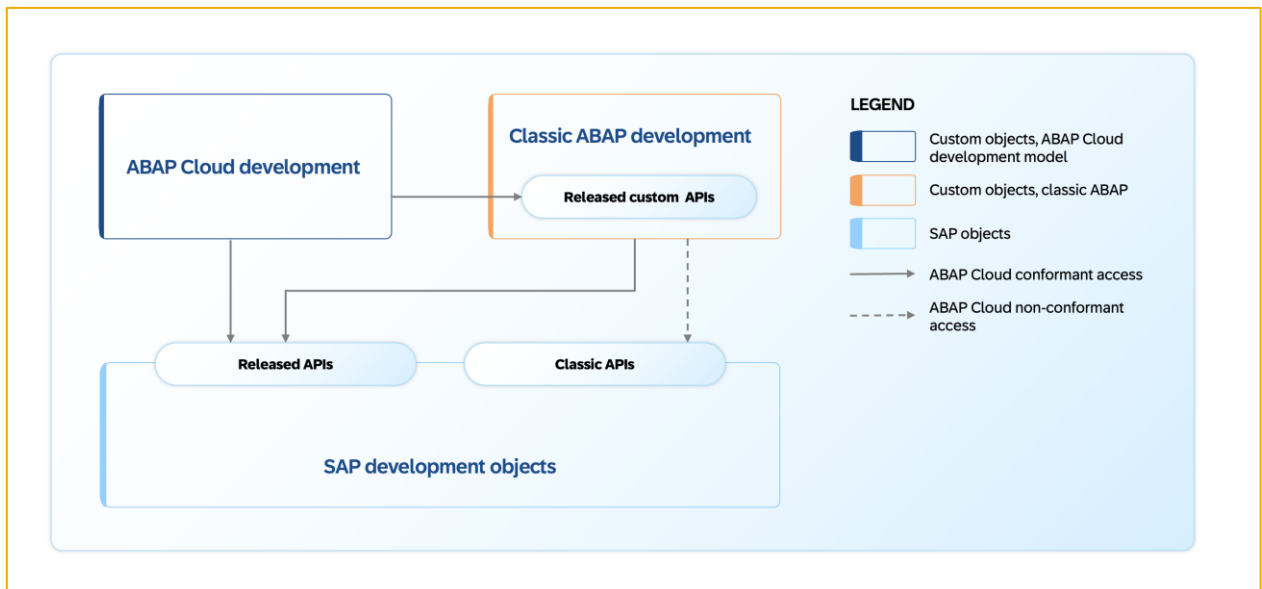 ABAP Cloud development
Classic ABAP development
Released custom APIs
Released APIs
Classic APIs
SAP development objects
LEGEND
Custom objects, ABAP Cloud
development model
Custom objects, classic ABAP
SAP objects
ABAP Cloud conformant access
ABAP Cloud non-conformant
access